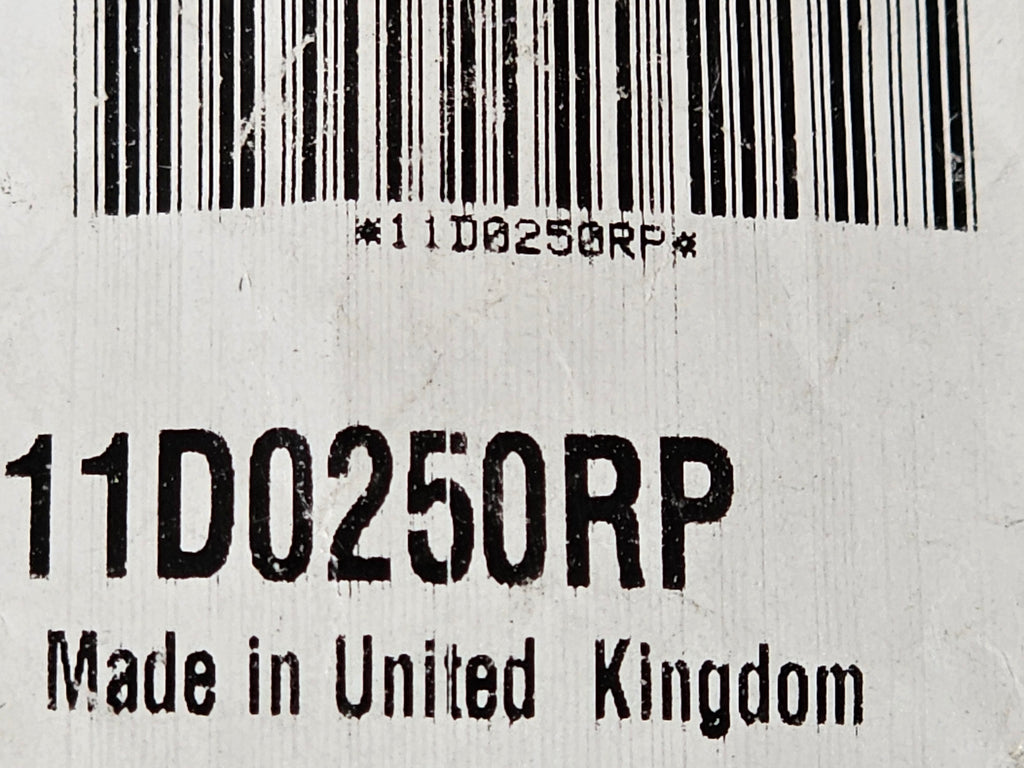 *11D0250RP*
11D0250RP
Made in United Kingdom